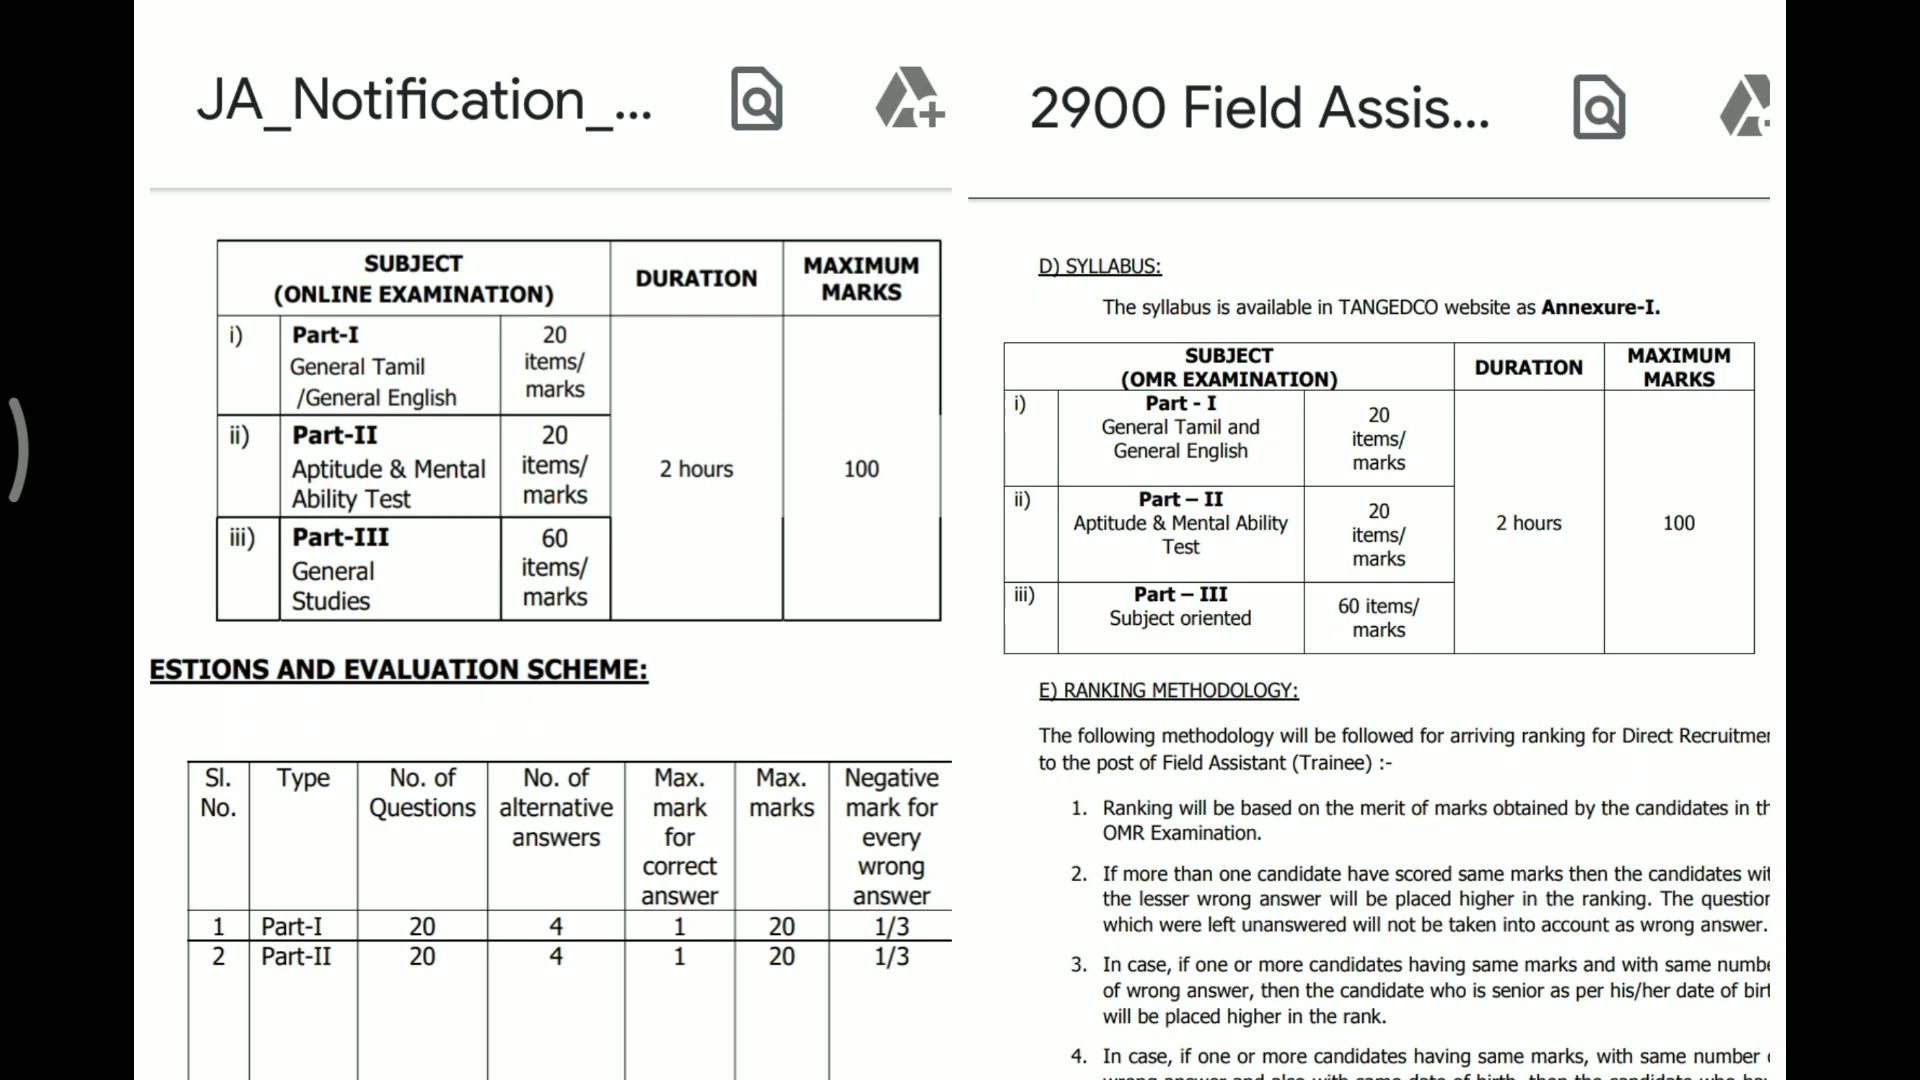 JA_Notification_...
SUBJECT
(ONLINE EXAMINATION)
DURATION
MAXIMUM
MARKS
i)
Part-I
General Tamil
/General English
20
items/
marks
ii)
Part-II
Aptitude & Mental
Ability Test
20
items/
marks
2 hours
100
iii)
Part-III
General
Studies
60
items/
marks
ESTIONS AND EVALUATION SCHEME:
Sl.
No.
Type
No. of
Questions
No. of
alternative
answers
Max.
mark
for
correct
answer
Max.
marks
Negative
mark for
every
wrong
answer
1 Part-I 20 4 1 20 1/3
2 Part-II 20 4 1 20 1/3
2900 Field Assis...
D) SYLLABUS:
The syllabus is available in TANGEDCO website as Annexure-I.
SUBJECT
(OMR EXAMINATION)
DURATION
MAXIMUM
MARKS
i)
Part - I
General Tamil and
General English
20
items/
marks
ii)
Part – II
Aptitude & Mental Ability
Test
20
items/
marks
2 hours
100
iii)
Part – III
Subject oriented
60 items/
marks
E) RANKING METHODOLOGY:
The following methodology will be followed for arriving ranking for Direct Recruitmen
to the post of Field Assistant (Trainee) :-
1. Ranking will be based on the merit of marks obtained by the candidates in th
OMR Examination.
2. If more than one candidate have scored same marks then the candidates wit
the lesser wrong answer will be placed higher in the ranking. The question
which were left unanswered will not be taken into account as wrong answer.
3. In case, if one or more candidates having same marks and with same numbe
of wrong answer, then the candidate who is senior as per his/her date of birt
will be placed higher in the rank.
4. In case, if one or more candidates having same marks, with same number